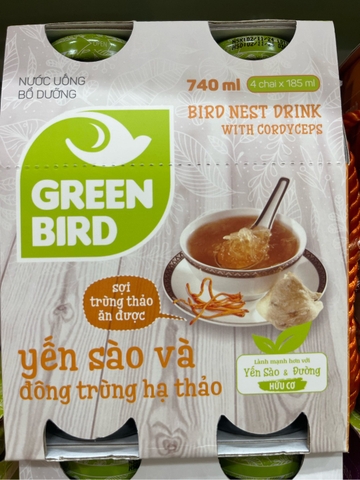 NƯỚC UỐNG
BỔ DƯỠNG
740 ml
4 chai x 185 ml
BIRD NEST DRINK
WITH CORDYCEPS
GREEN
BIRD
sợi
trùng thảo
ăn được
yến sào và
đông trùng hạ thảo
Lành mạnh hơn với
Yến Sào & Đường
HỮU CƠ